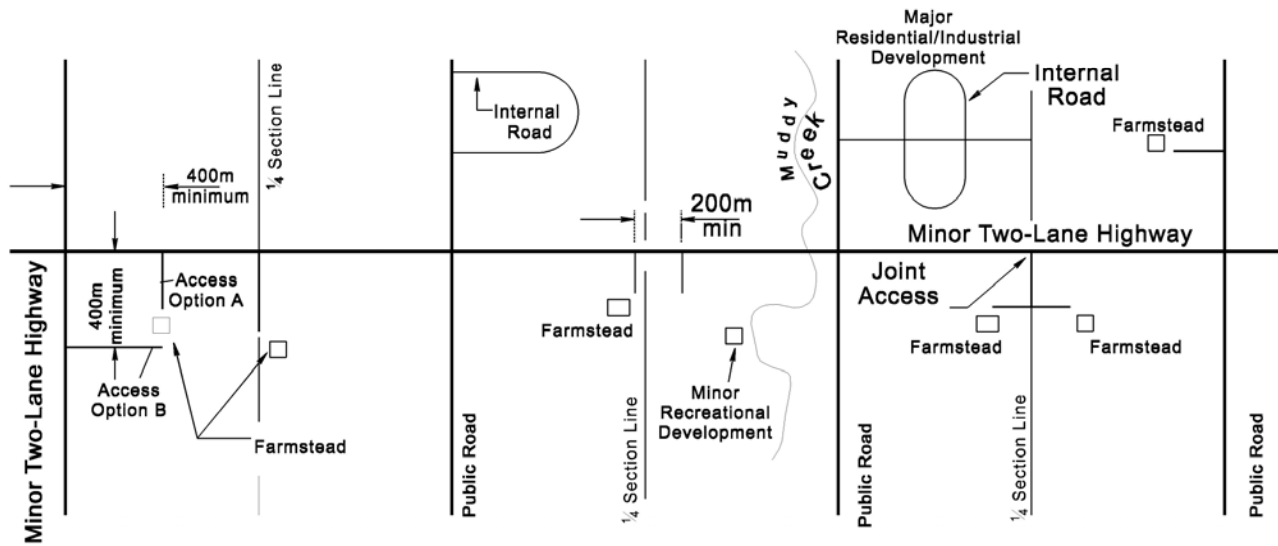 Major
Residential/Industrial
Development
Internal
Road
¼ Section Line
Internal
Road
Muddy
Creek
Farmstead
400m
minimum
200m
min
Minor Two-Lane Highway
Minor Two-Lane Highway
400m
minimum
Access
Option A
Joint
Access
Farmstead
Farmstead
Farmstead
Access
Option B
Minor
Recreational
Development
Farmstead
Public Road
¼ Section Line
Public Road
¼ Section Line
Public Road